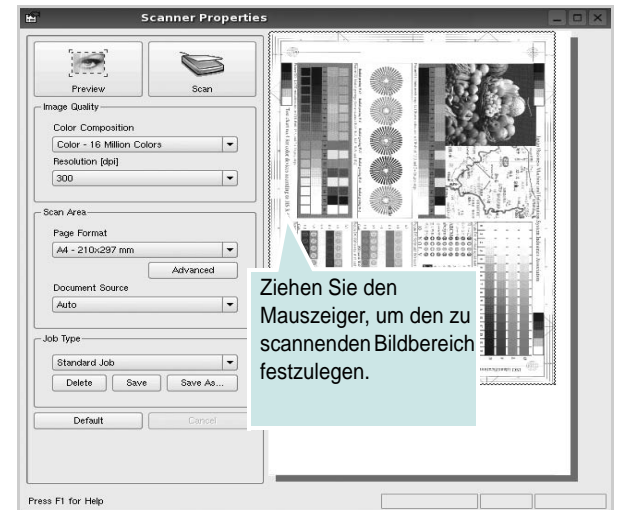 Scanner Properties
Preview
Scan
Image Quality
Color Composition
Color - 16 Million Colors
Resolution [dpi]
300
Scan Area
Page Format
A4 - 210x297 mm
Advanced
Document Source
Auto
Job Type
Standard Job
Delete
Save
Save As...
Default
Cancel
Press F1 for Help
Ziehen Sie den
Mauszeiger, um den zu
scannenden Bildbereich
festzulegen.